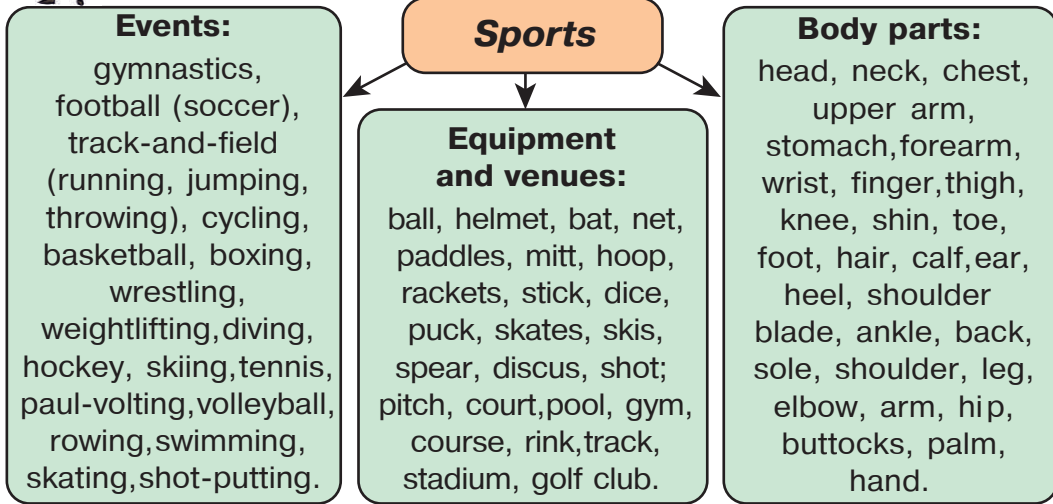 Sports
Events:
gymnastics,
football (soccer),
track-and-field
(running, jumping,
throwing), cycling,
basketball, boxing,
wrestling,
weightlifting,diving,
hockey, skiing,tennis,
paul-volting,volleyball,
rowing,swimming,
skating,shot-putting.
Equipment
and venues:
ball, helmet, bat, net,
paddles, mitt, hoop,
rackets, stick, dice,
puck, skates, skis,
spear, discus, shot;
pitch, court,pool, gym,
course, rink,track,
stadium, golf club.
Body parts:
head, neck, chest,
upper arm,
stomach,forearm,
wrist, finger,thigh,
knee, shin, toe,
foot, hair, calf,ear,
heel, shoulder
blade, ankle, back,
sole, shoulder, leg,
elbow, arm, hip,
buttocks, palm,
hand.